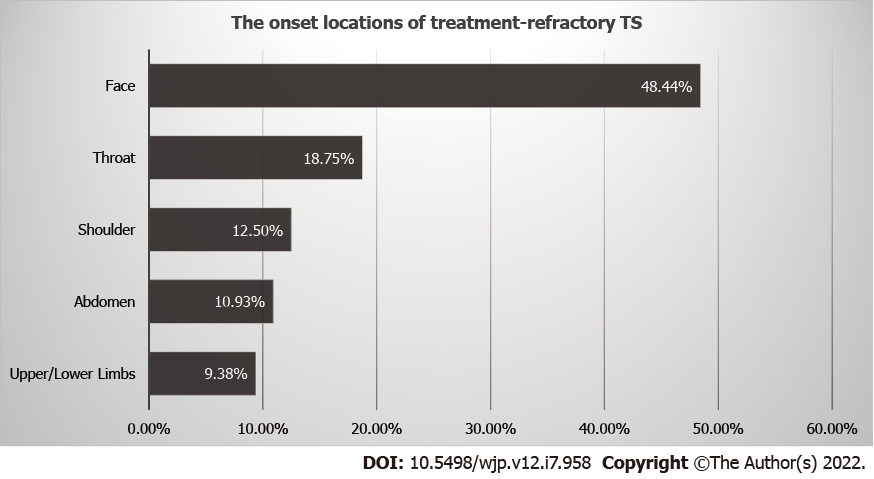 The onset locations of treatment-refractory TS
Face
48.44%
Throat
18.75%
Shoulder
12.50%
Abdomen
10.93%
Upper/Lower Limbs
9.38%
0.00% 10.00% 20.00% 30.00% 40.00% 50.00% 60.00%
DOI: 10.5498/wjp.v12.i7.958 Copyright ©The Author(s) 2022.